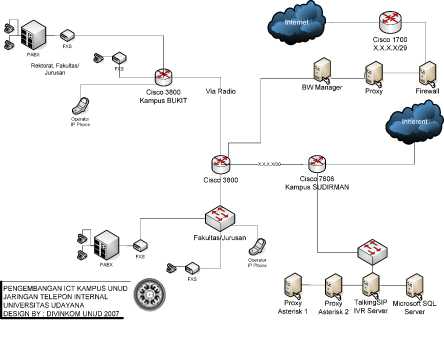 Internet
Cisco 1700
X.X.X.X/29
FXS
PABX
Rektorat, Fakultas/
Jurusan
FXS
Cisco 3800
Kampus BUKIT
Via Radio
BW Manager
Proxy
Firewall
Operator
IP Phone
Inherent
Cisco 3800
X.X.X.X/30
Cisco 7606
Kampus SUDIRMAN
Fakultas/Jurusan
PABX
FXS
FXS
Operator
IP Phone
Proxy
Asterisk 1
Proxy
Asterisk 2
TalkingSIP
IVR Server
Microsoft SQL
Server
PENGEMBANGAN ICT KAMPUS UNUD
JARINGAN TELEPON INTERNAL
UNIVERSITAS UDAYANA
DESIGN BY : DIVINKOM UNUD 2007